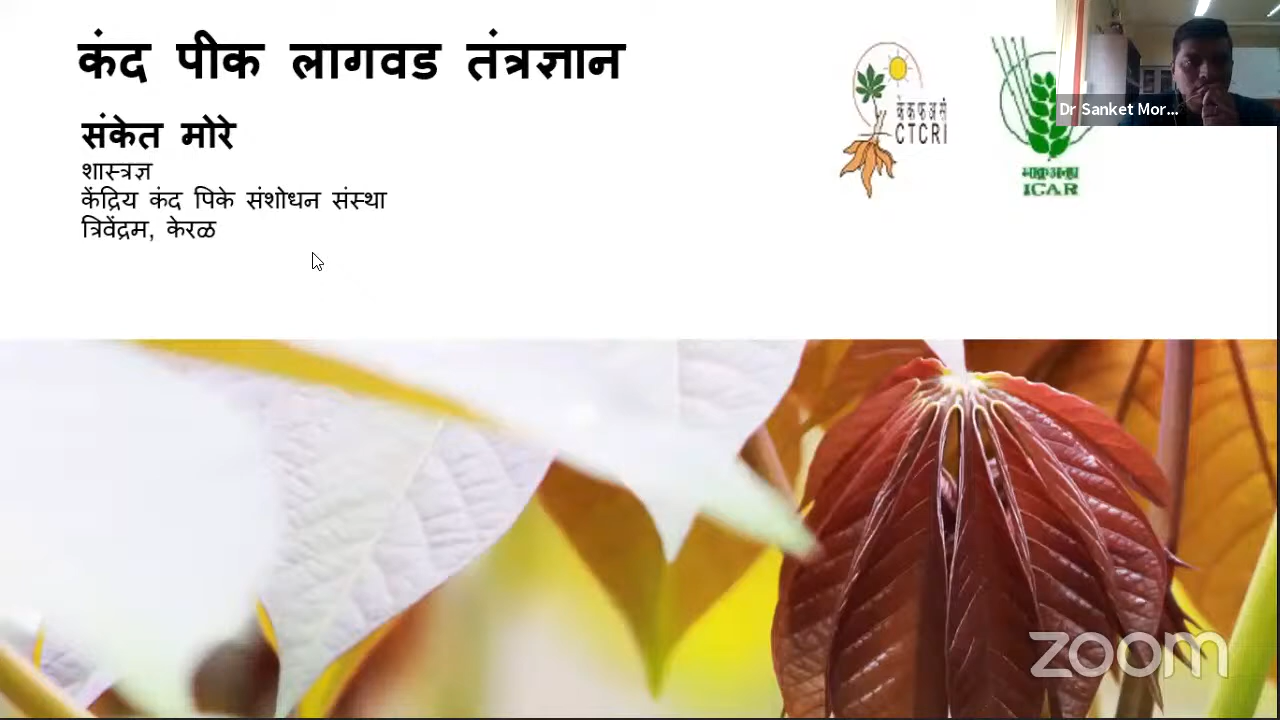 कंद पीक लागवड तंत्रज्ञान
संकेत मोरे
शास्त्रज्ञ
केंद्रिय कंद पिके संशोधन संस्था
त्रिवेंद्रम, केरळ
CTCRI
ICAR
Dr Sanket Mor...
zoom